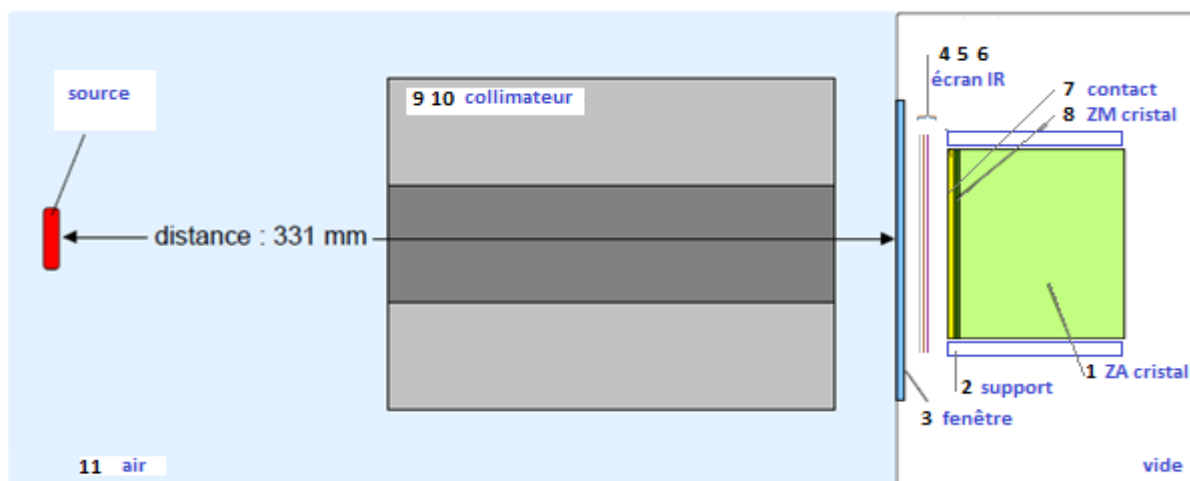 source
9 10 collimateur
4 5 6
écran IR
7 contact
8 ZM cristal
distance : 331 mm
1 ZA cristal
2 support
3 fenêtre
11 air
vide